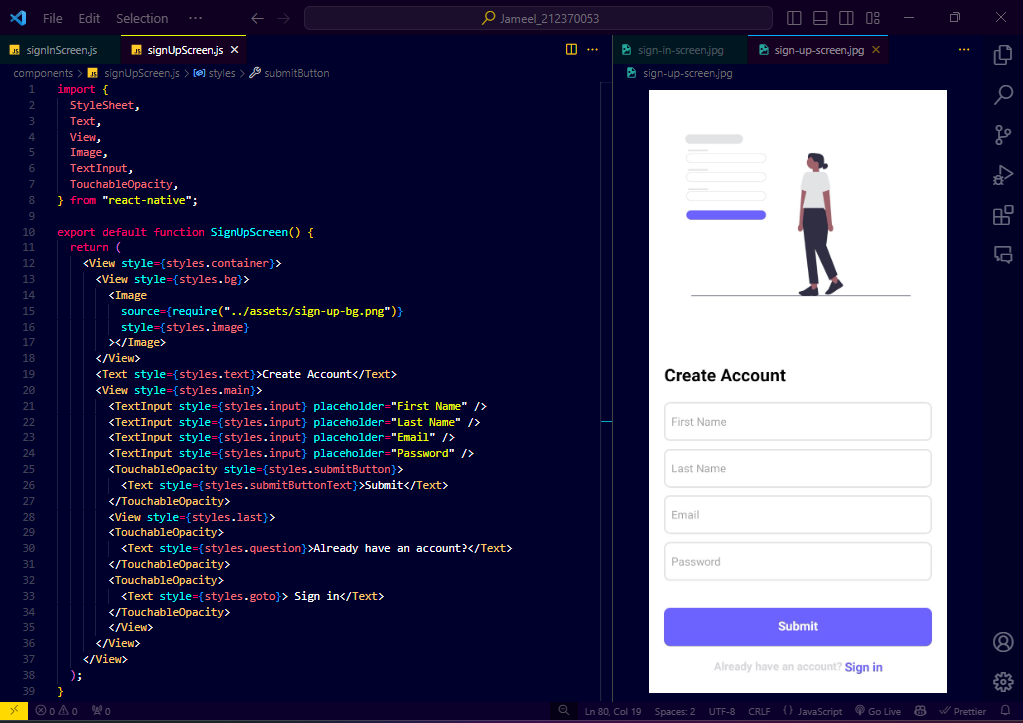 File Edit Selection ··· Jameel_212370053
signInScreen.js signUpScreen.js
sign-in-screen.jpg sign-up-screen.jpg
components > signUpScreen.js > styles > submitButton
sign-up-screen.jpg
1 import {
2 StyleSheet,
3 Text,
4 View,
5 Image,
6 TextInput,
7 TouchableOpacity,
8 } from "react-native";
9
10 export default function SignUpScreen() {
11 return (
12 <View style={styles.container}>
13 <View style={styles.bg}>
14 <Image
15 source={require("../assets/sign-up-bg.png")}
16 style={styles.image}
17 ></Image>
18 </View>
19 <Text style={styles.text}>Create Account</Text>
20 <View style={styles.main}>
21 <TextInput style={styles.input} placeholder="First Name" />
22 <TextInput style={styles.input} placeholder="Last Name" />
23 <TextInput style={styles.input} placeholder="Email" />
24 <TextInput style={styles.input} placeholder="Password" />
25 <TouchableOpacity style={styles.submitButton}>
26 <Text style={styles.submitButtonText}>Submit</Text>
27 </TouchableOpacity>
28 <View style={styles.last}>
29 <TouchableOpacity>
30 <Text style={styles.question}>Already have an account?</Text>
31 </TouchableOpacity>
32 <TouchableOpacity>
33 <Text style={styles.goto}> Sign in</Text>
34 </TouchableOpacity>
35 </View>
36 </View>
37 </View>
38 );
39 }
Create Account
First Name
Last Name
Email
Password
Submit
Already have an account? Sign in
0 0 0 Ln 80, Col 19 Spaces: 2 UTF-8 CRLF {} JavaScript Go Live Prettier